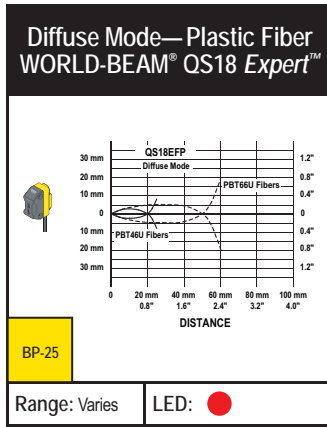 Diffuse Mode—Plastic Fiber
WORLD-BEAM® QS18 Expert™
QS18EFP
Diffuse Mode
PBT66U Fibers
PBT46U Fibers
30 mm
20 mm
10 mm
0
10 mm
20 mm
30 mm
1.2"
0.8"
0.4"
0
0.4"
0.8"
1.2"
0 20 mm 40 mm 60 mm 80 mm 100 mm
0.8" 1.6" 2.4" 3.2" 4.0"
DISTANCE
BP-25
Range: Varies
LED: